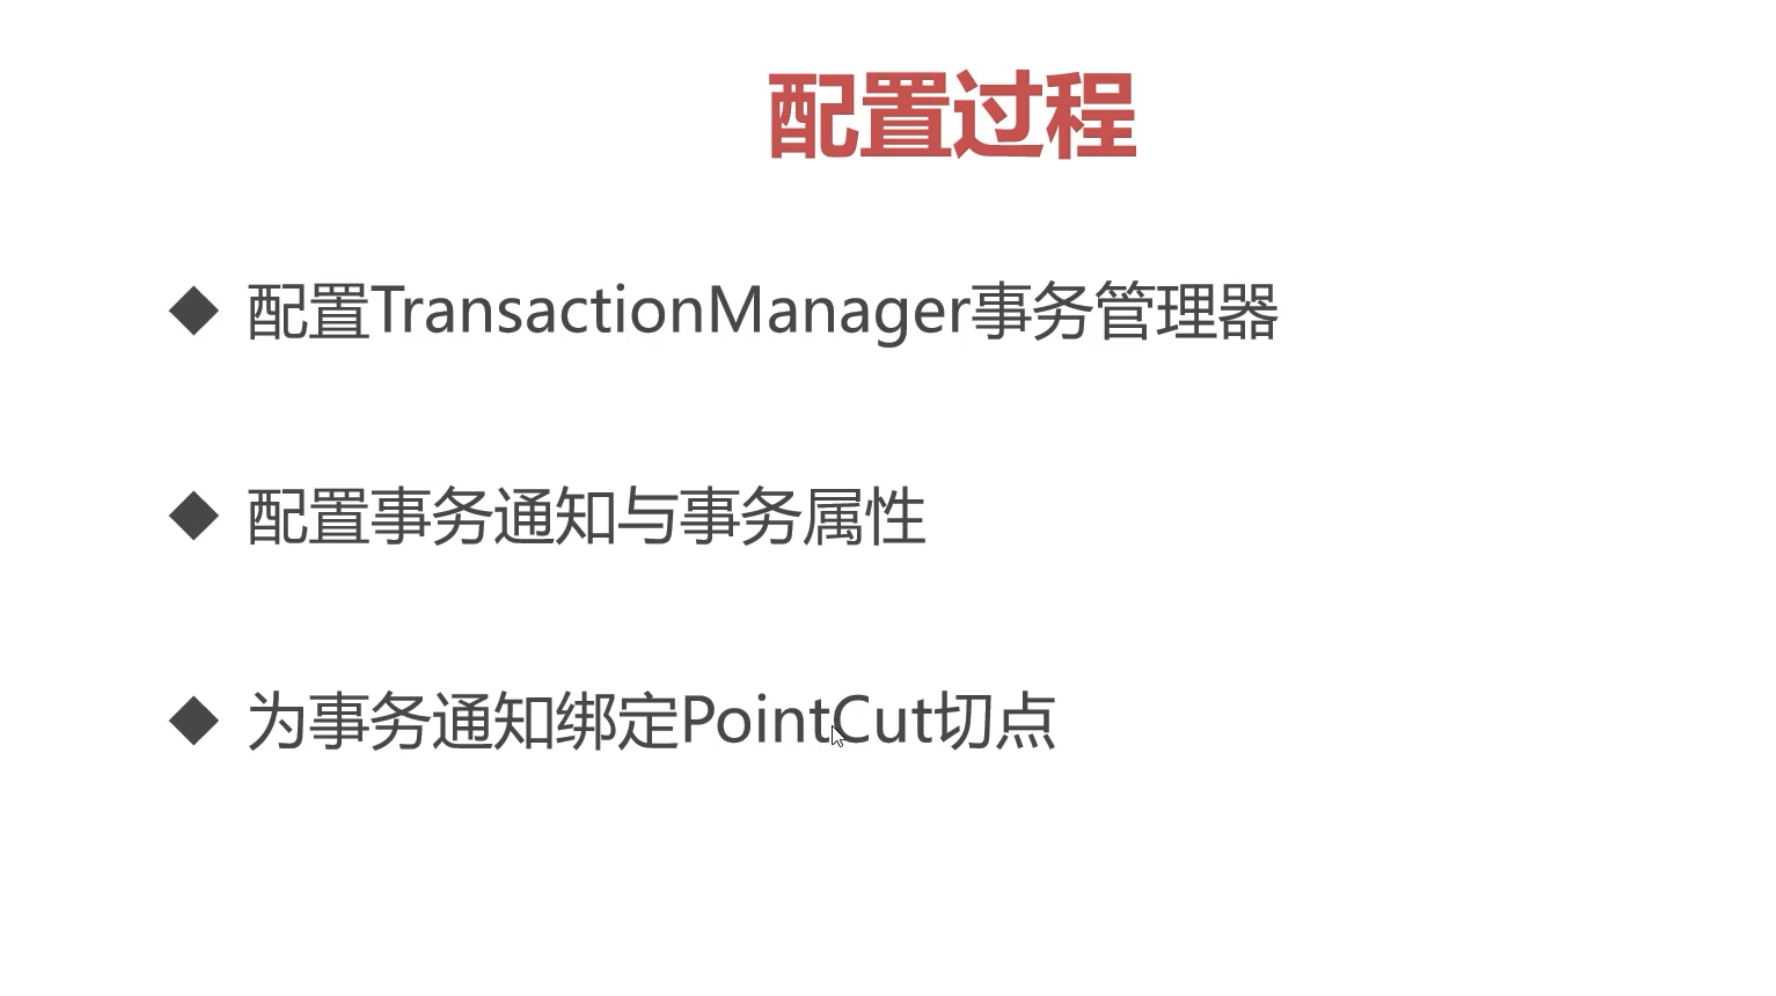 配置过程
配置TransactionManager事务管理器
配置事务通知与事务属性
为事务通知绑定PointCut切点